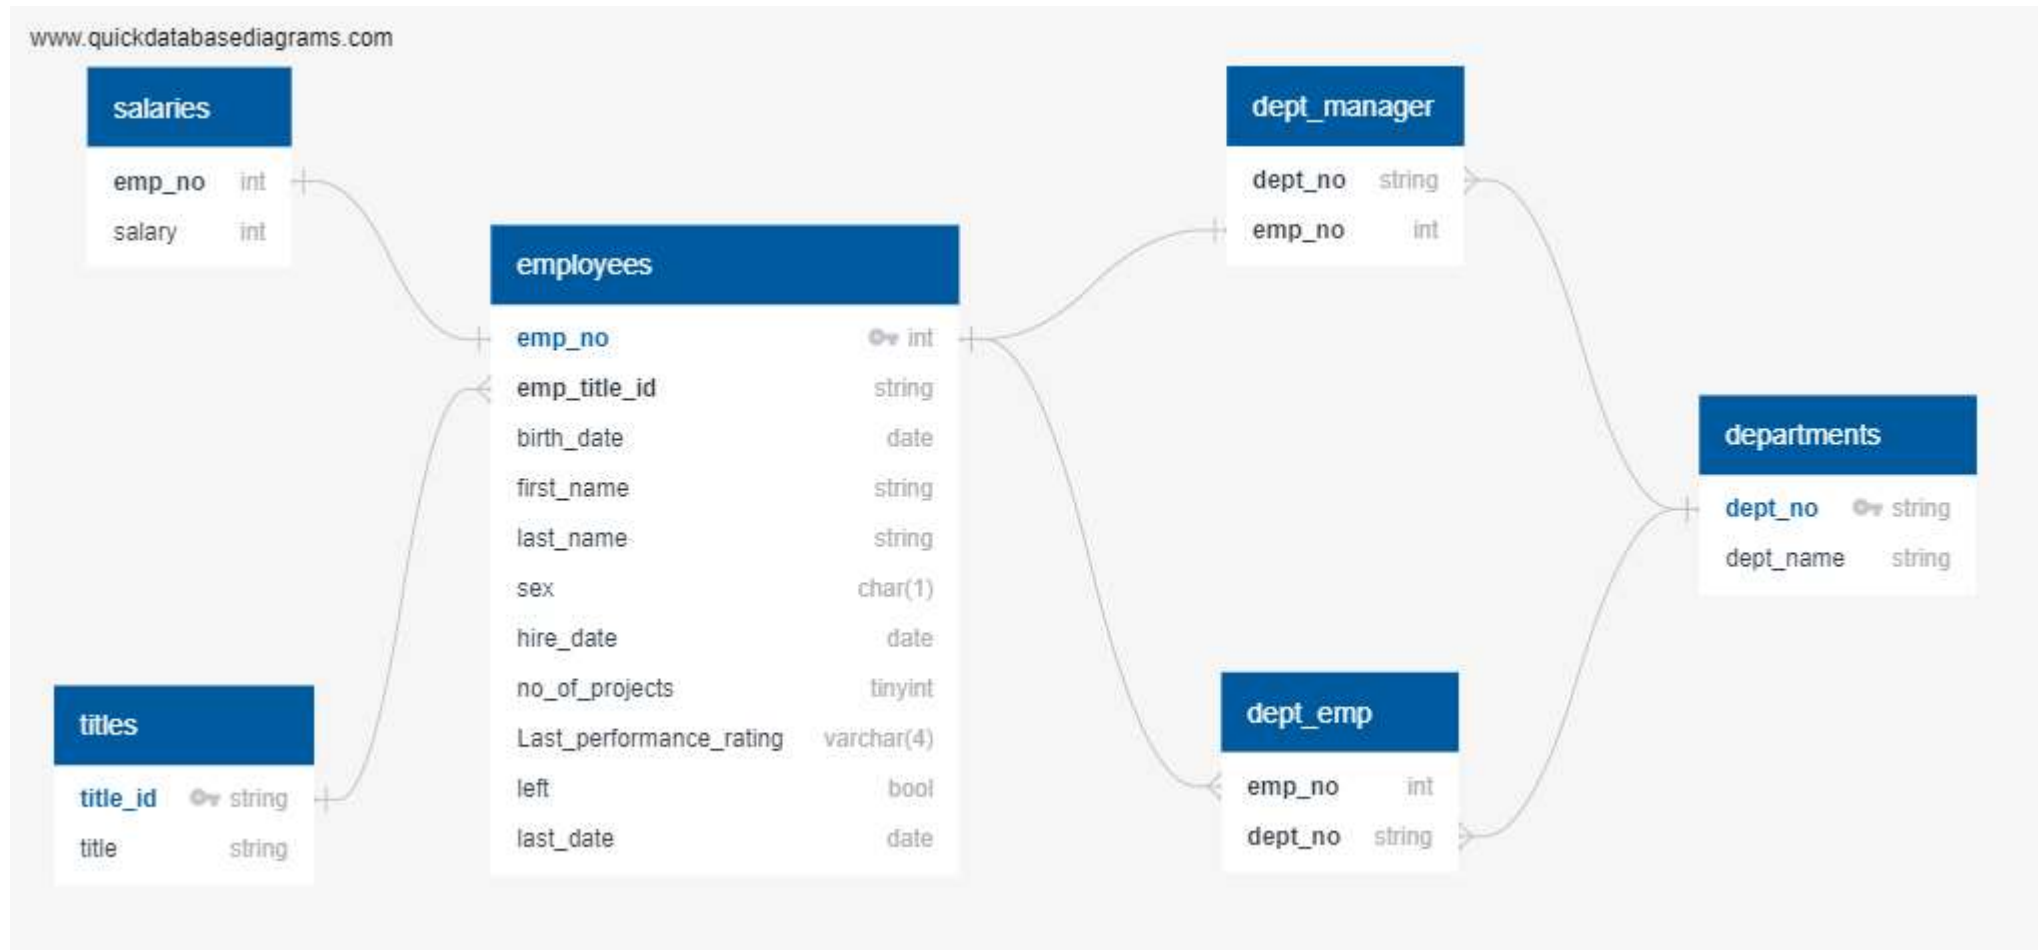 www.quickdatabasediagrams.com
salaries
emp_no int
salary int
employees
emp_no int
emp_title_id string
birth_date date
first_name string
last_name string
sex char(1)
hire_date date
no_of_projects tinyint
Last_performance_rating varchar(4)
left bool
last_date date
titles
title_id string
title string
dept_manager
dept_no string
emp_no int
dept_emp
emp_no int
dept_no string
departments
dept_no string
dept_name string